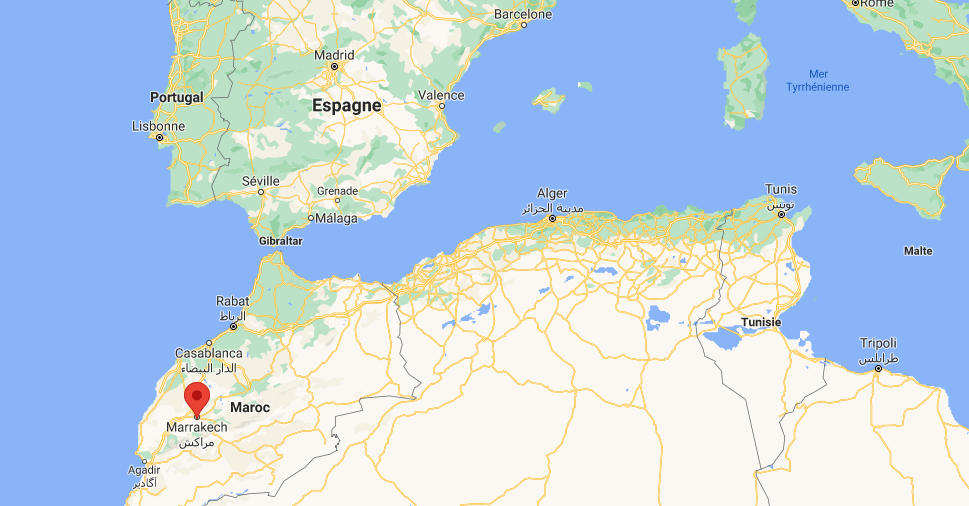 Rome
Barcelone
Madrid
Mer
Tyrrhénienne
Portugal
Espagne
Valence
Lisbonne
Séville
Grenade
Málaga
Alger
مدينة الجزائر
Tunis
تونس
Gibraltar
Malte
Rabat
الرباط
Tunisie
Casablanca
الدار البيضاء
Tripoli
طرابلس
Maroc
Marrakech
مراكش
Agadir
أكادير